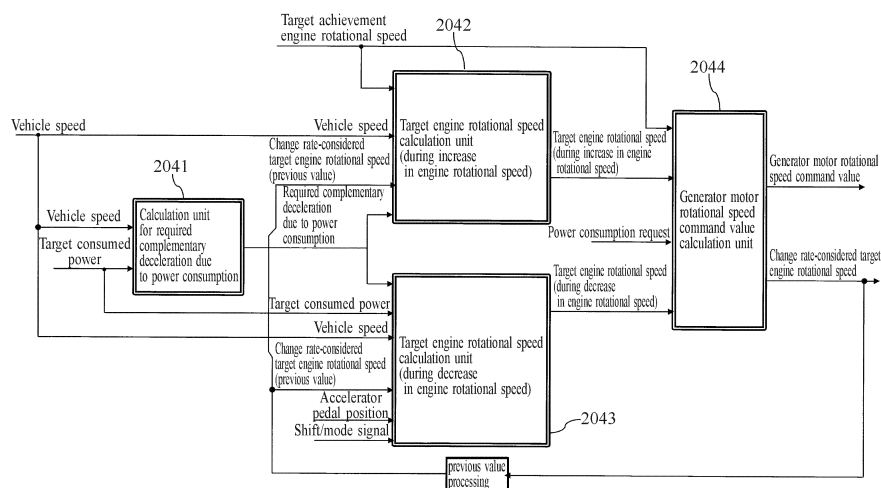 Target achievement
engine rotational speed
2042
2044
Vehicle speed
Vehicle speed
Target engine rotational speed
calculation unit
(during increase
in engine rotational speed)
Change rate-considered
target engine rotational speed
(previous value)
Target engine rotational speed
(during increase in engine
rotational speed)
Generator motor rotational
speed command value
2041
Required complementary
deceleration
due to power
consumption
Vehicle speed
Calculation unit
for required
complementary
deceleration due
to power consumption
Target consumed
power
Generator motor
rotational speed
command value
calculation unit
Power consumption request
Change rate-considered target
engine rotational speed
Target engine rotational speed
(during decrease
in engine rotational speed)
Target consumed power
Vehicle speed
Target engine rotational speed
calculation unit
(during decrease
in engine rotational speed)
Change rate-considered
target engine rotational speed
(previous value)
Accelerator
pedal position
Shift/mode signal
2043
previous value
processing